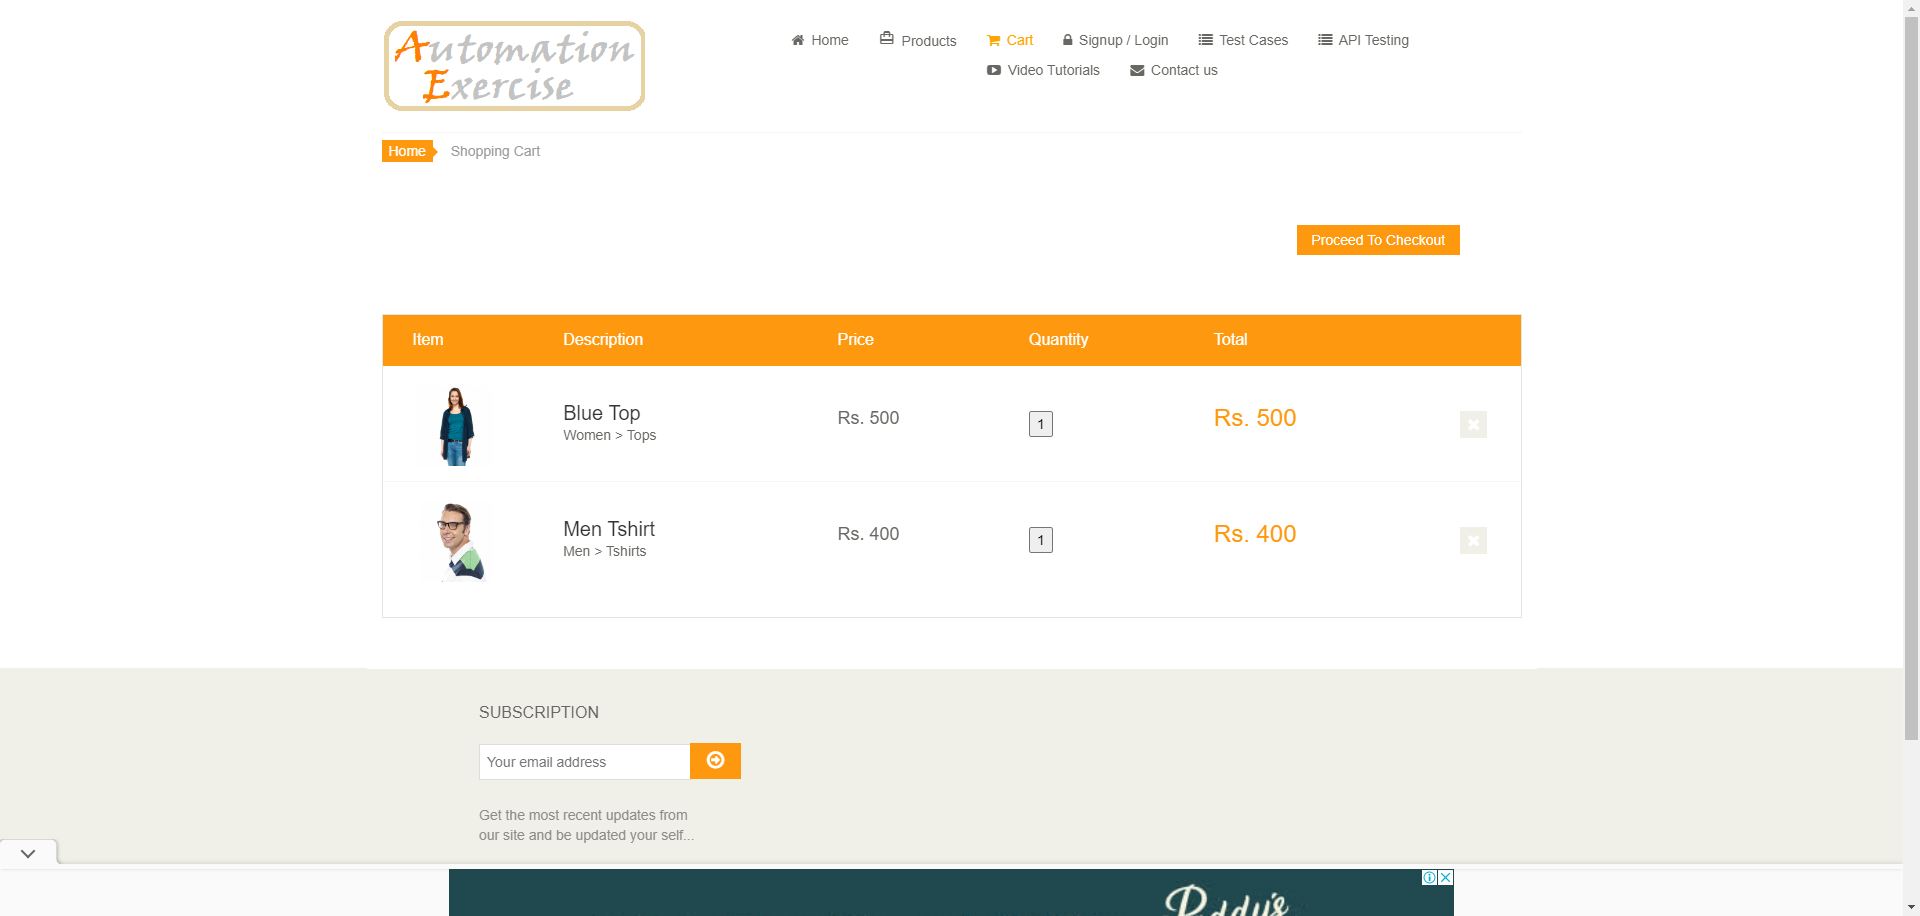 Automation
Exercise
Home
Products
Cart
Signup / Login
Test Cases
API Testing
Video Tutorials
Contact us
Home
Shopping Cart
Proceed To Checkout
Item Description Price Quantity Total
Blue Top
Women > Tops
Rs. 500
1
Rs. 500
Men Tshirt
Men > Tshirts
Rs. 400
1
Rs. 400
SUBSCRIPTION
Your email address
Get the most recent updates from
our site and be updated your self...